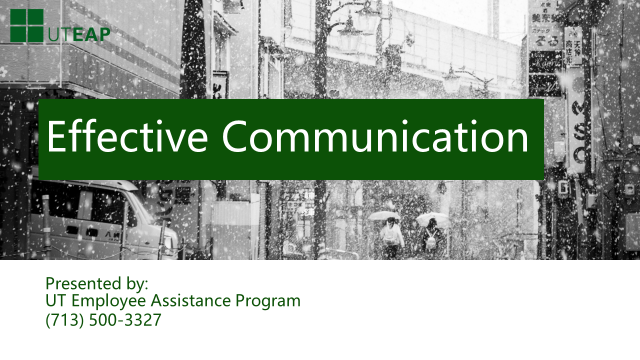 UTEAP
Effective Communication
Presented by:
UT Employee Assistance Program
(713) 500-3327